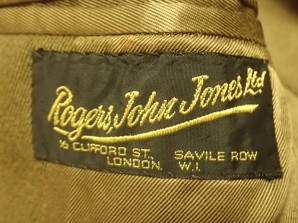 Rogers, John Jones, Ltd
16 CLIFFORD ST., SAVILE ROW
LONDON. W.1.